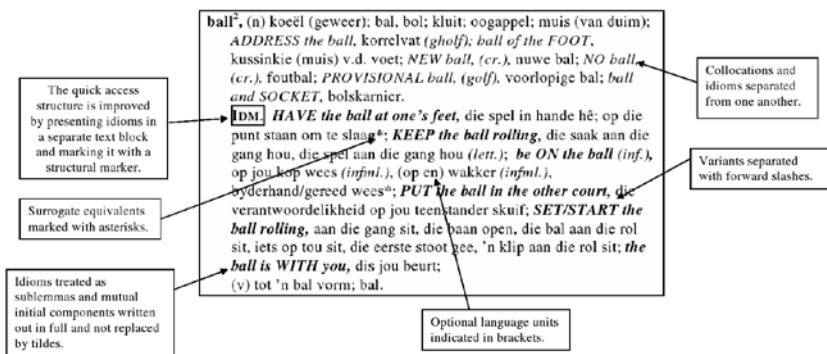 ball², (n) koeël (geweer); bal, bol; kluit; oogappel; muis (van duim);
ADDRESS the ball, korrelvat (gholf); ball of the FOOT,
kussinkie (muis) v.d. voet; NEW ball, (cr.), nuwe bal; NO ball,
(cr.), foutbal; PROVISIONAL ball, (golf), voorlopige bal; ball
and SOCKET, bolskarnier.
IDM. HAVE the ball at one's feet, die spel in hande hê; op die
punt staan om te slaag*; KEEP the ball rolling, die saak aan die
gang hou, die spel aan die gang hou (lett.); be ON the ball (inf.),
op jou kop wees (infml.), (op en) wakker (infml.),
byderhand/gereed wees*; PUT the ball in the other court, die
verantwoordelikheid op jou teenstander skuif; SET/START the
ball rolling, aan die gang sit, die baan open, die bal aan die rol
sit, iets op tou sit, die eerste stoot gee, 'n klip aan die rol sit; the
ball is WITH you, dis jou beurt;
(v) tot 'n bal vorm; bal.
The quick access
structure is improved
by presenting idioms in
a separate text block
and marking it with a
structural marker.
Surrogate equivalents
marked with asterisks.
Idioms treated as
sublemmas and mutual
initial components written
out in full and not replaced
by tildes.
Collocations and
idioms separated
from one another.
Variants separated
with forward slashes.
Optional language units
indicated in brackets.